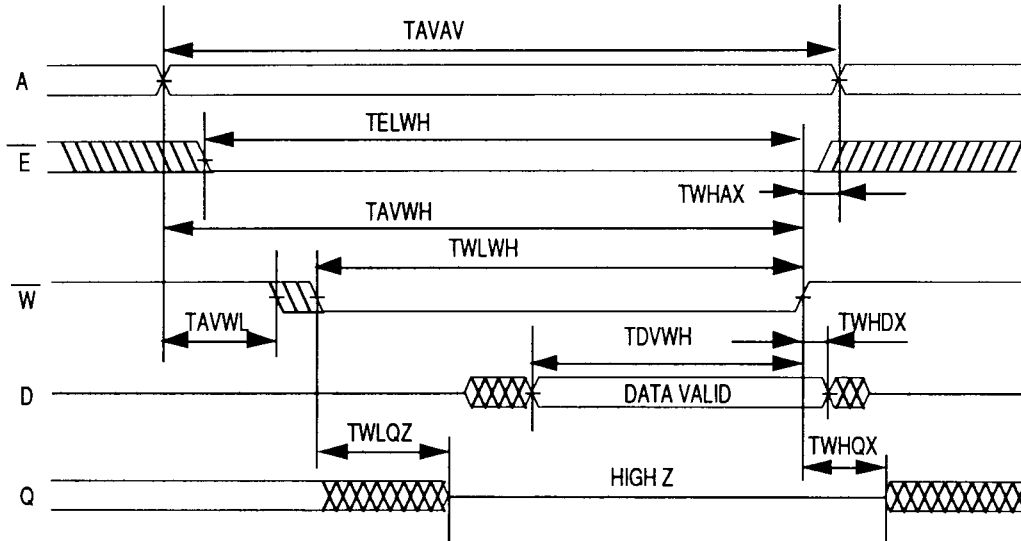 TAVAV
A
TELWH
E
TWHAX
TAVWH
TWLWH
W
TAVWL
TDVWH
TWHDX
D
DATA VALID
TWLQZ
TWHQX
HIGH Z
Q